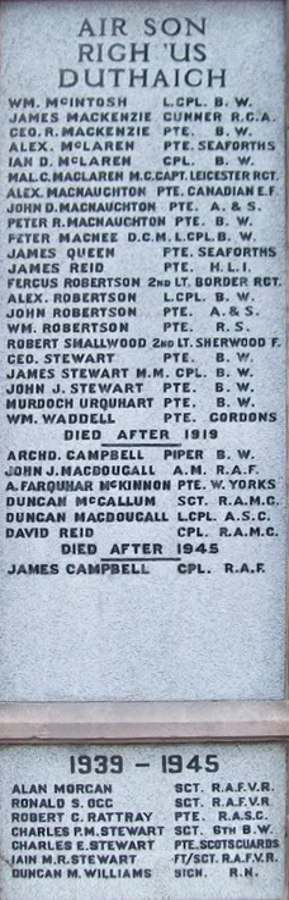 AIR SON
RIGH 'US
DUTHAICH
WM. McINTOSH L.CPL. B. W.
JAMES MACKENZIE GUNNER R.G.A.
GEO. R. MACKENZIE PTE. B. W.
ALEX. McLAREN PTE. SEAFORTHS
IAN D. McLAREN CPL. B. W.
MAL.C. MACLAREN M.C. CAPT. LEICESTER RGT.
ALEX. MACNAUGHTON PTE. CANADIAN E.F.
JOHN D. MACNAUGHTON PTE. A. & S.
PETER R. MACNAUGHTON PTE. B. W.
PETER MACNEE D.C.M. L.CPL. B. W.
JAMES QUEEN PTE. SEAFORTHS
JAMES REID PTE. H.L.I.
FERGUS ROBERTSON 2ND LT. BORDER RGT.
ALEX. ROBERTSON L.CPL. B. W.
JOHN ROBERTSON PTE. A. & S.
WM. ROBERTSON PTE. R. S.
ROBERT SMALLWOOD 2ND LT. SHERWOOD F.
GEO. STEWART PTE. B. W.
JAMES STEWART M.M. CPL. B. W.
JOHN J. STEWART PTE. B. W.
MURDOCH URQUHART PTE. B. W.
WM. WADDELL PTE. GORDONS
DIED AFTER 1919
ARCHD. CAMPBELL PIPER B. W.
JOHN J. MACDOUGALL A.M. R.A.F.
A. FARQUHAR McKINNON PTE. W. YORKS
DUNCAN McCALLUM SGT. R.A.M.C.
DUNCAN MACDOUGALL L.CPL. A.S.C.
DAVID REID CPL. R.A.M.C.
DIED AFTER 1945
JAMES CAMPBELL CPL. R.A.F.
1939 - 1945
ALAN MORGAN SGT. R.A.F.V.R.
RONALD S. OGG SGT. R.A.F.V.R
ROBERT G. RATTRAY PTE. R.A.S.C.
CHARLES P.M. STEWART SGT. 6TH B.W.
CHARLES E. STEWART PTE. SCOTS GUARDS
IAIN M.R. STEWART FT/SGT. R.A.F.V.R.
DUNCAN M. WILLIAMS SIGN. R.N.